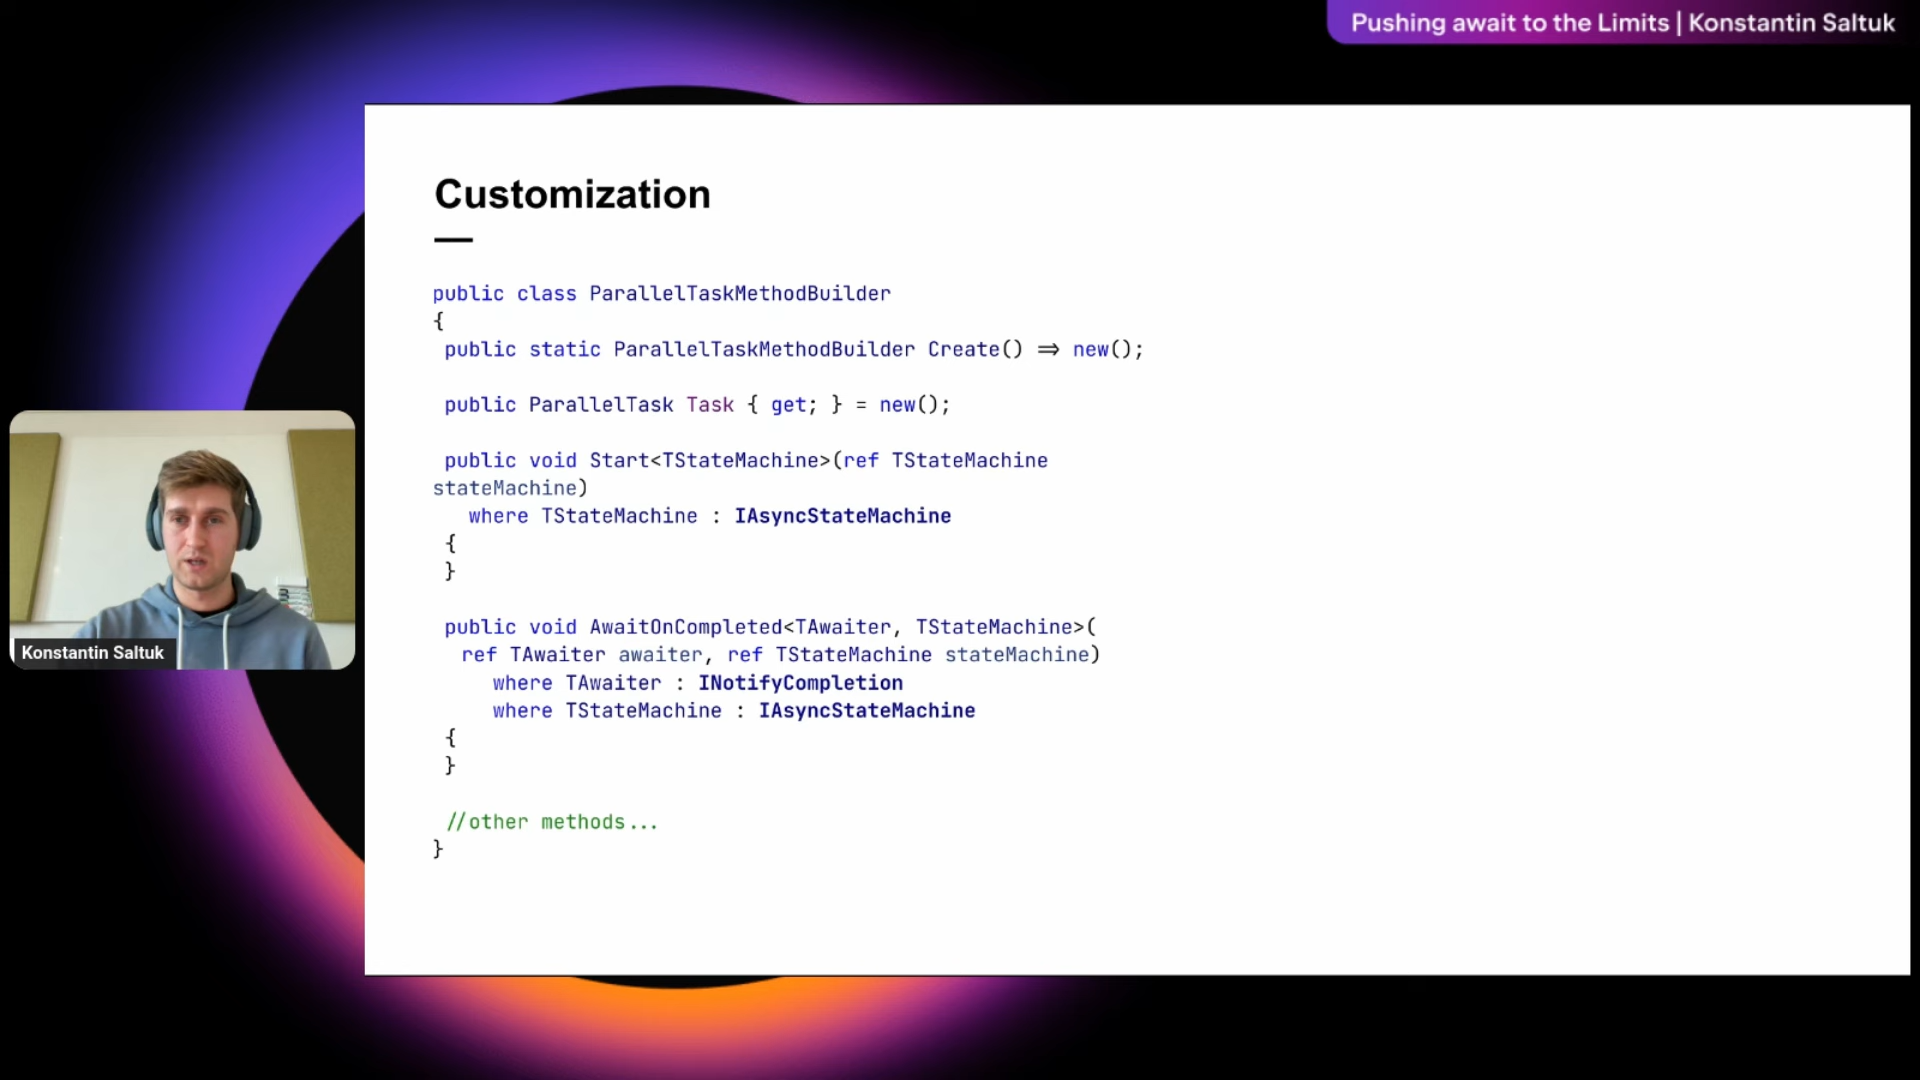 Pushing await to the Limits | Konstantin Saltuk
Customization
public class ParallelTaskMethodBuilder
{
public static ParallelTaskMethodBuilder Create() => new();
public ParallelTask Task { get; } = new();
public void Start<TStateMachine>(ref TStateMachine
stateMachine)
where TStateMachine : IAsyncStateMachine
{
}
public void AwaitOnCompleted<TAwaiter, TStateMachine>(
ref TAwaiter awaiter, ref TStateMachine stateMachine)
where TAwaiter : INotifyCompletion
where TStateMachine : IAsyncStateMachine
{
}
//other methods...
}
Konstantin Saltuk